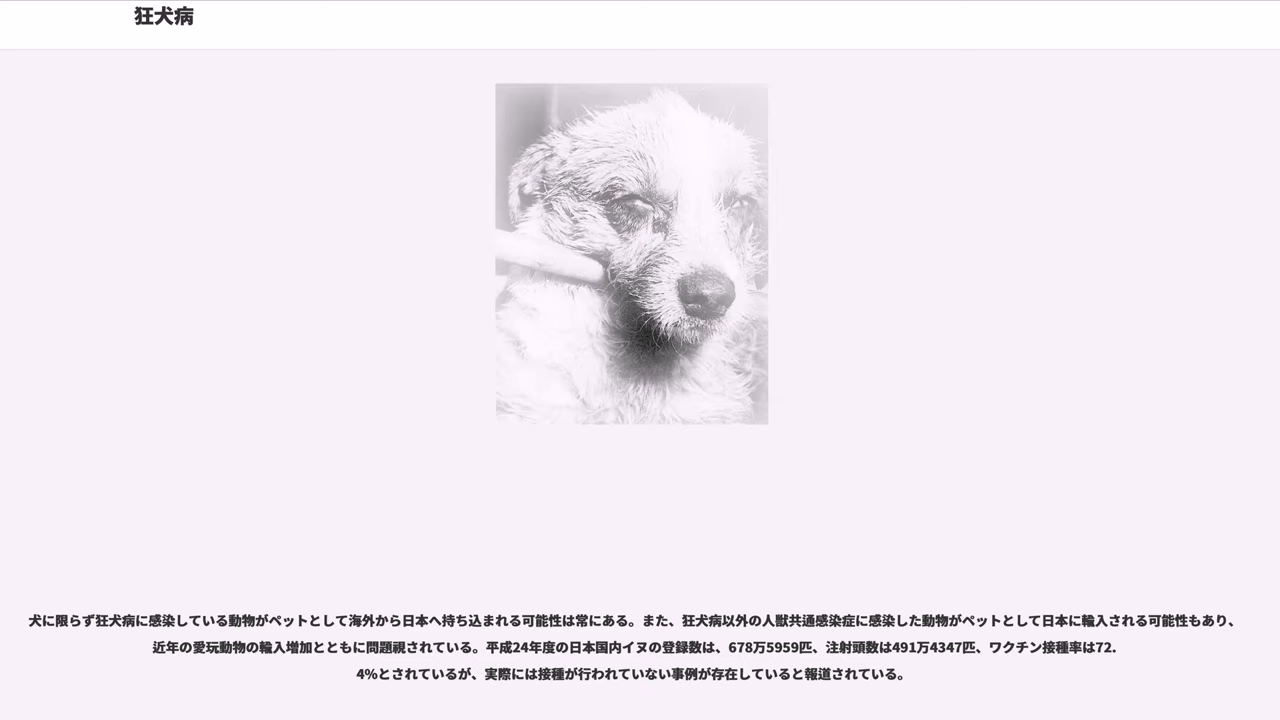 狂犬病
犬に限らず狂犬病に感染している動物がペットとして海外から日本へ持ち込まれる可能性は常にある。また、狂犬病以外の人獣共通感染症に感染した動物がペットとして日本に輸入される可能性もあり、
近年の愛玩動物の輸入増加とともに問題視されている。平成24年度の日本国内イヌの登録数は、678万5959匹、注射頭数は491万4347匹、ワクチン接種率は72.
4%とされているが、実際には接種が行われていない事例が存在していると報道されている。